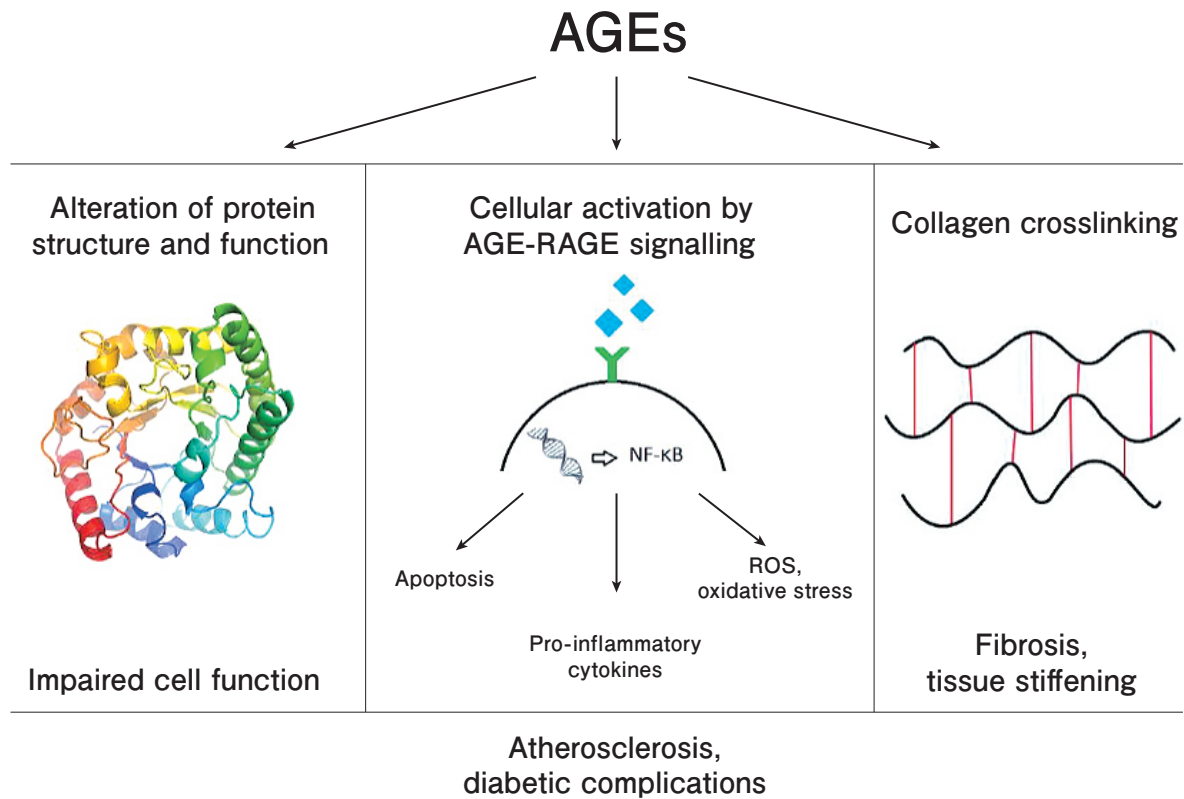 AGEs
Alteration of protein
structure and function
Impaired cell function
Cellular activation by
AGE-RAGE signalling
NF-κB
Apoptosis
Pro-inflammatory
cytokines
ROS,
oxidative stress
Collagen crosslinking
Fibrosis,
tissue stiffening
Atherosclerosis,
diabetic complications